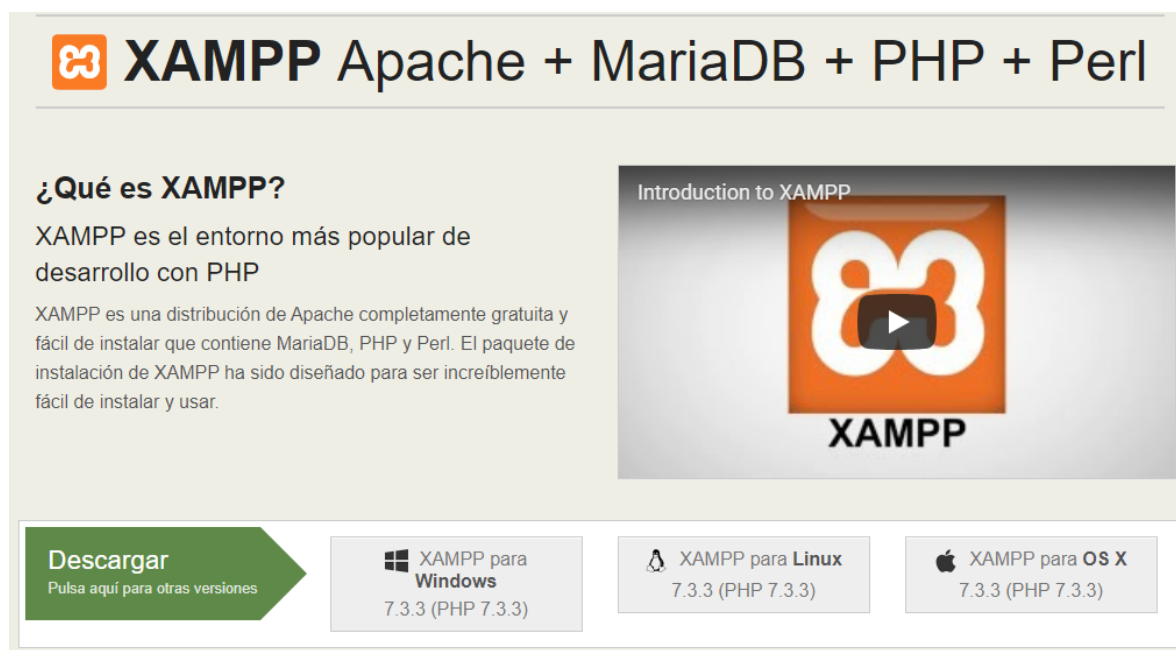 XAMPP Apache + MariaDB + PHP + Perl
¿Qué es XAMPP?
XAMPP es el entorno más popular de
desarrollo con PHP
XAMPP es una distribución de Apache completamente gratuita y
fácil de instalar que contiene MariaDB, PHP y Perl. El paquete de
instalación de XAMPP ha sido diseñado para ser increíblemente
fácil de instalar y usar.
Introduction to XAMPP
XAMPP
Descargar
Pulsa aquí para otras versiones
XAMPP para
Windows
7.3.3 (PHP 7.3.3)
XAMPP para Linux
7.3.3 (PHP 7.3.3)
XAMPP para OS X
7.3.3 (PHP 7.3.3)